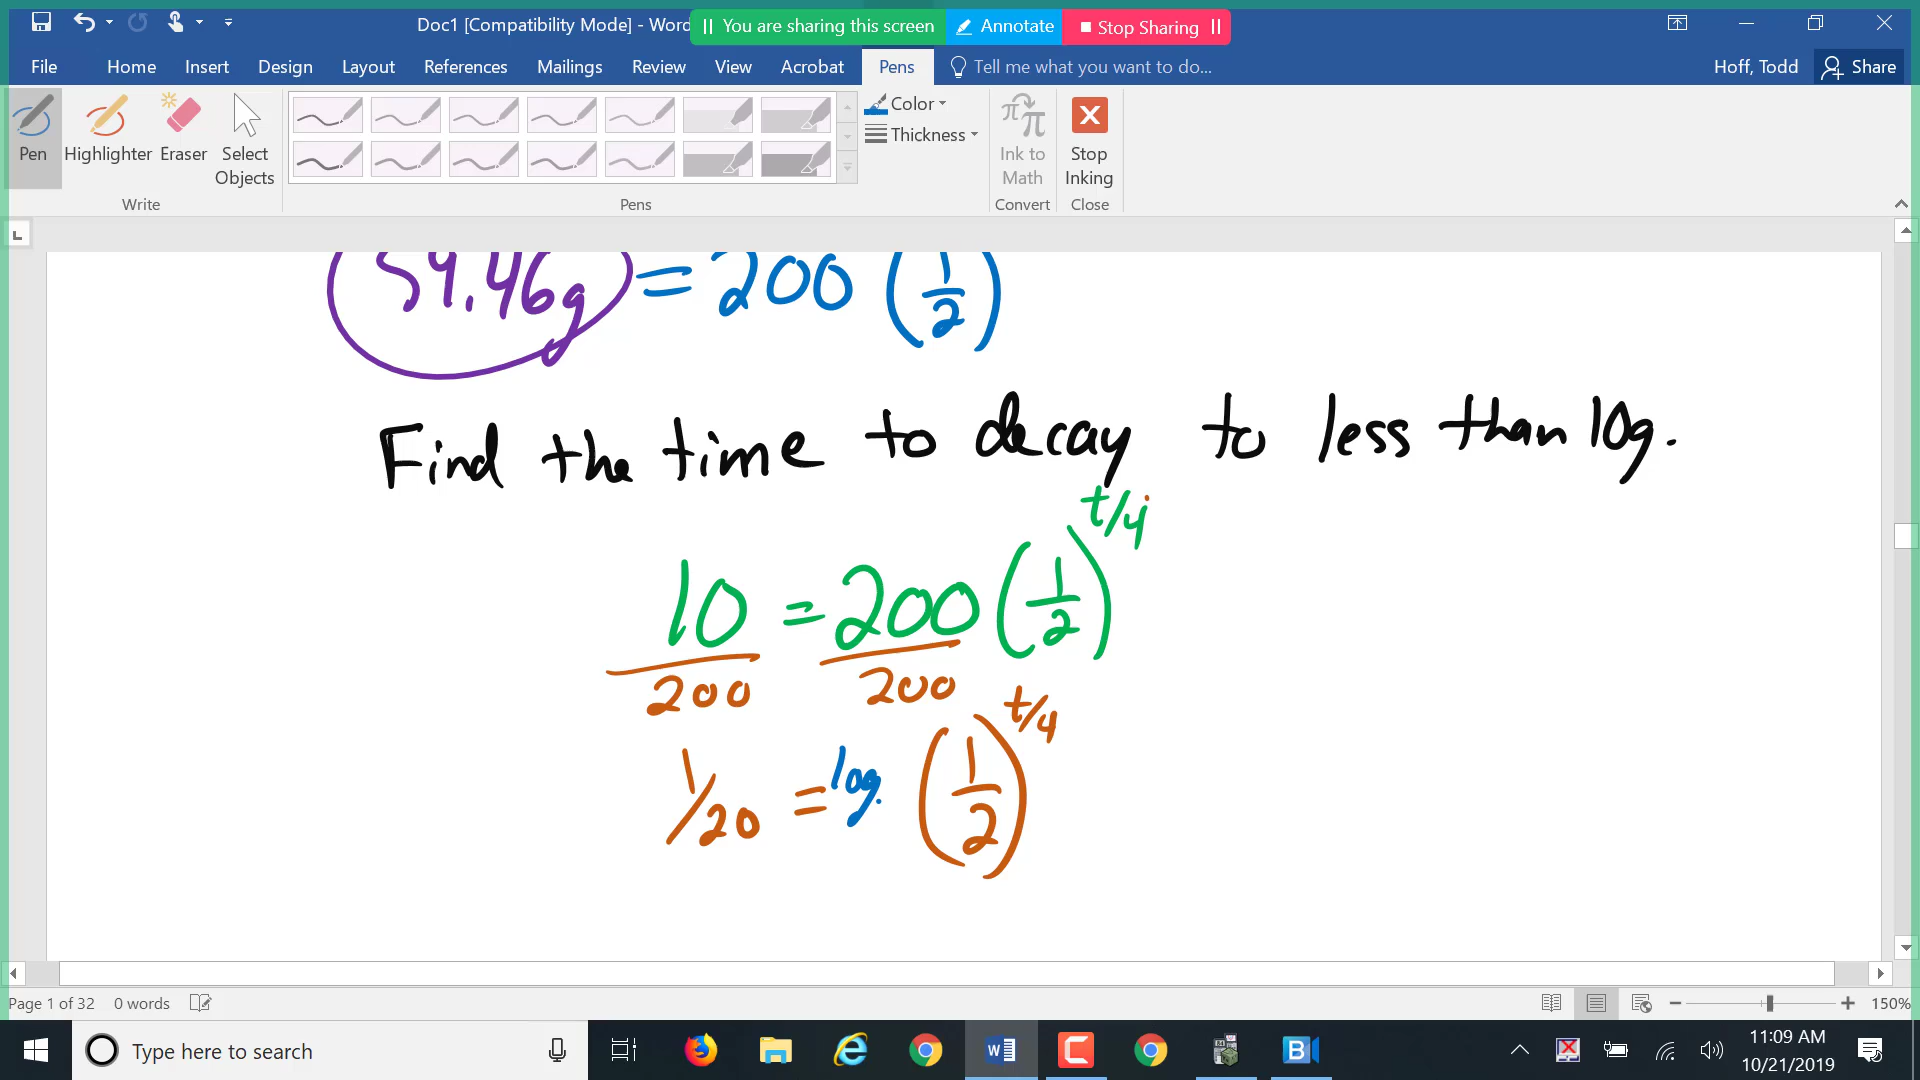 Doc1 [Compatibility Mode] - Word
You are sharing this screen
Annotate
Stop Sharing
File Home Insert Design Layout References Mailings Review View Acrobat Pens Tell me what you want to do... Hoff, Todd Share
Pen Highlighter Eraser Select Objects
Color
Thickness
Ink to Math
Stop Inking
Write Pens Convert Close
54.46g = 200 (1/2)
Find the time to decay to less than 10g.
10 = 200 (1/2)^t/4
200 200
1/20 = log (1/2)^t/4
Page 1 of 32 0 words 150%
Type here to search
11:09 AM
10/21/2019